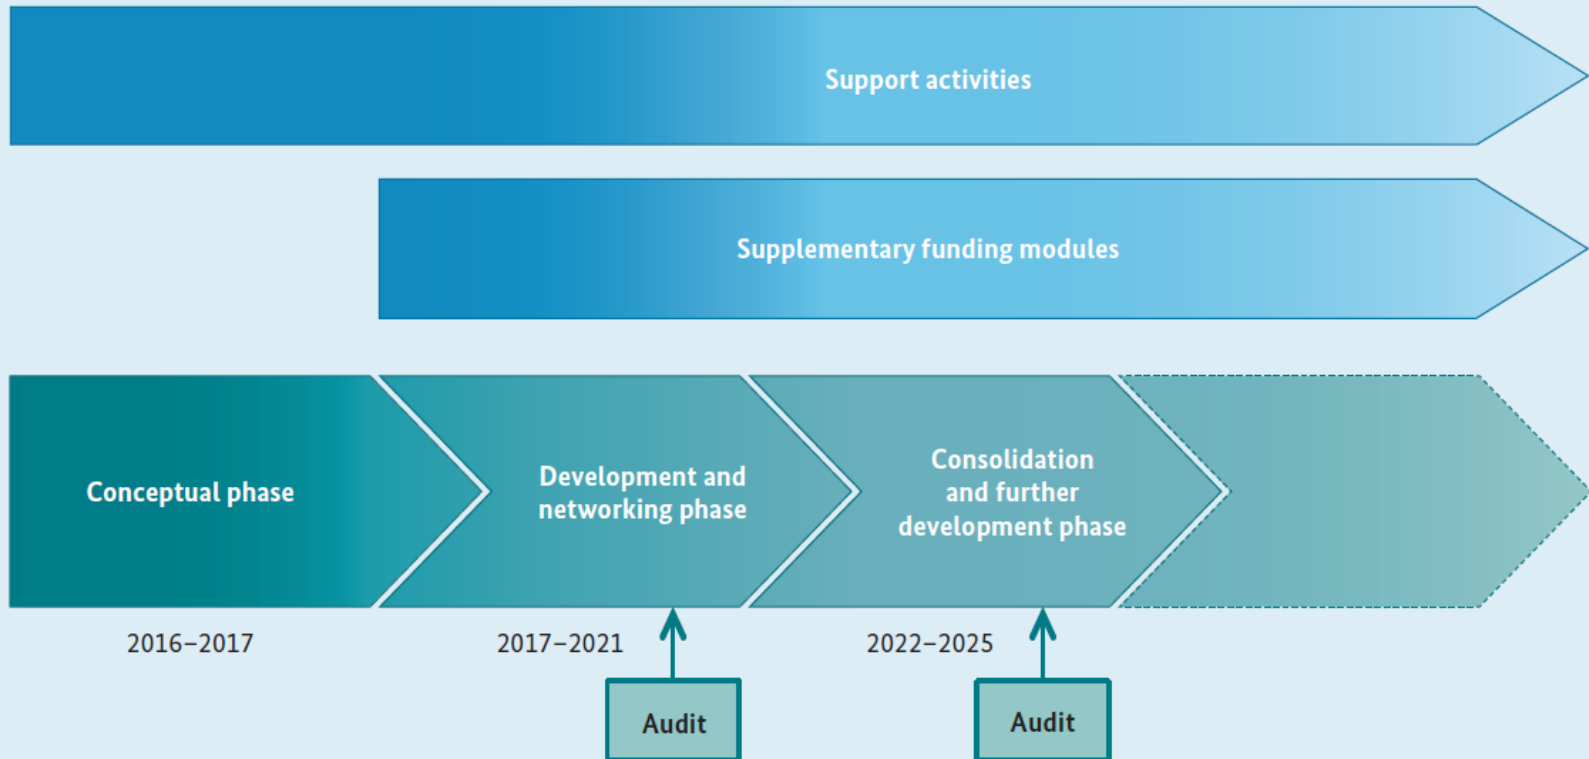 Support activities
Supplementary funding modules
Conceptual phase
Development and
networking phase
Consolidation
and further
development phase
2016–2017
2017–2021
2022–2025
Audit
Audit